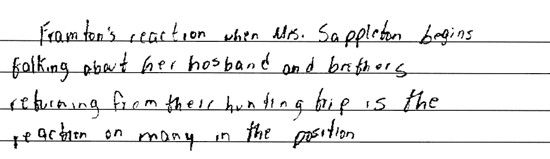 Framton's reaction when Mrs. Sappleton begins
talking about her hosband and brothers
returning from their hunting trip is the
reaction on many in the position